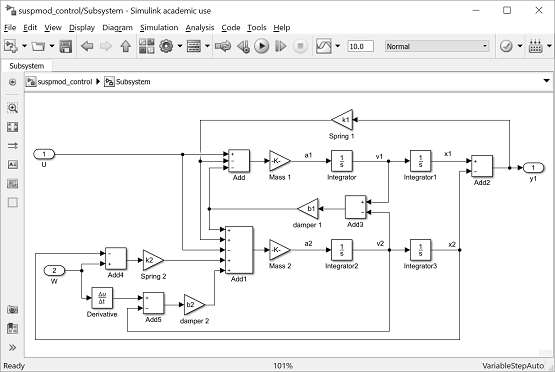 suspmod_control/Subsystem - Simulink academic use
File Edit View Display Diagram Simulation Analysis Code Tools Help
10.0 Normal
Subsystem
suspmod_control Subsystem
k1
Spring 1
1
U
+
−
−
Add
-K-
Mass 1
a1
1
s
Integrator
v1
1
s
Integrator1
x1
+
−
Add2
1
y1
b1
damper 1
+
−
Add3
+
+
−
+
+
Add1
-K-
Mass 2
a2
1
s
Integrator2
v2
1
s
Integrator3
x2
2
W
−
+
Add4
k2
Spring 2
Δu
Δt
Derivative
+
−
Add5
b2
damper 2
Ready 101% VariableStepAuto